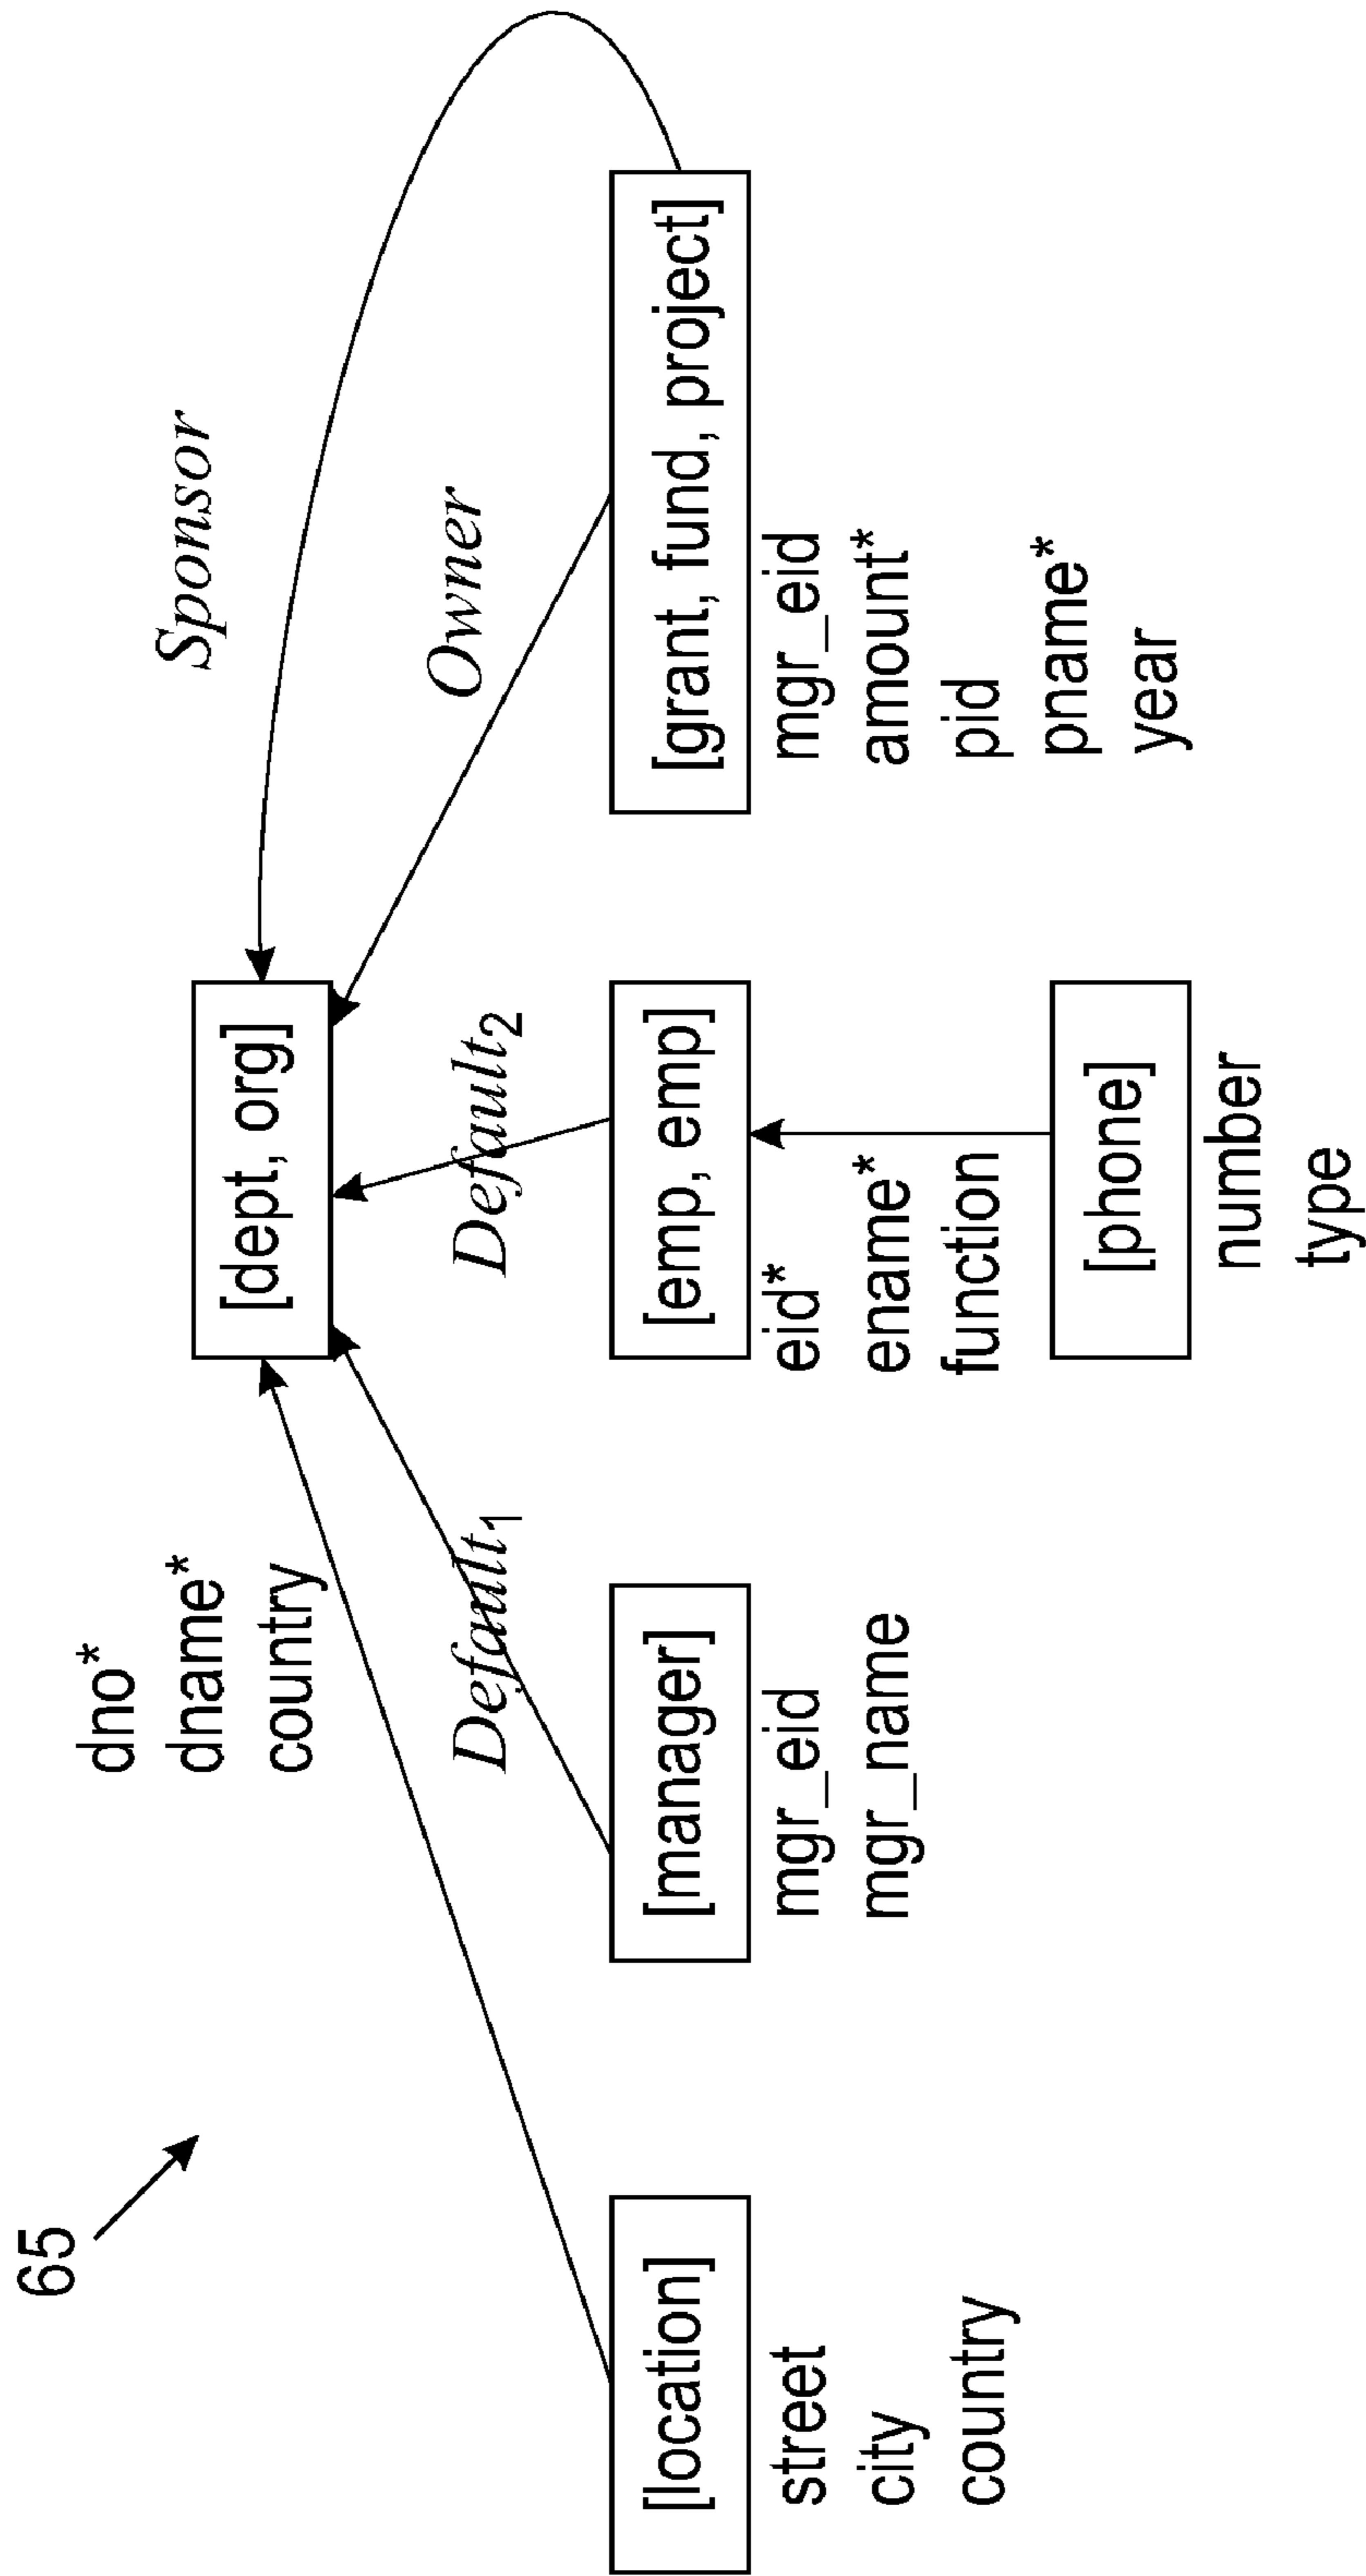 65
dno*
dname*
country
[dept, org]
Sponsor
Default₁
Default₂
Owner
[location]
street
city
country
[manager]
mgr_eid
mgr_name
[emp, emp]
eid*
ename*
function
[grant, fund, project]
mgr_eid
amount*
pid
pname*
year
[phone]
number
type